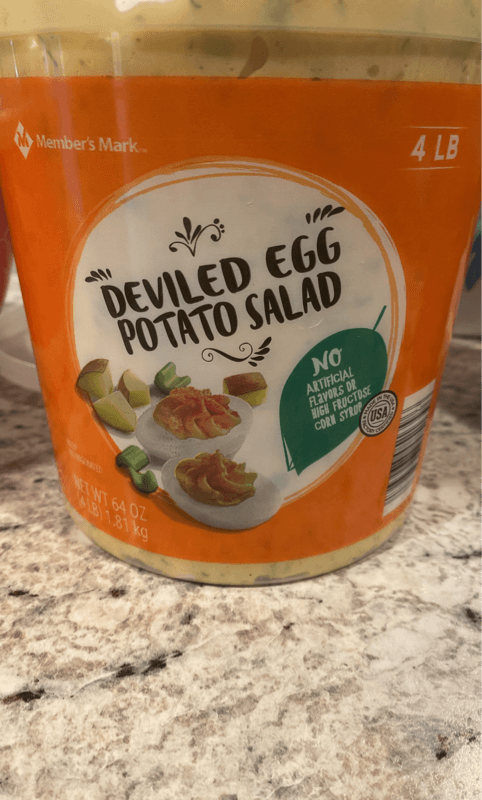 Member's Mark™
4 LB
DEVILED EGG
POTATO SALAD
NO
ARTIFICIAL
FLAVORS OR
HIGH FRUCTOSE
CORN SYRUP
USA
NET WT 64 OZ
(4 LB) 1.81 kg